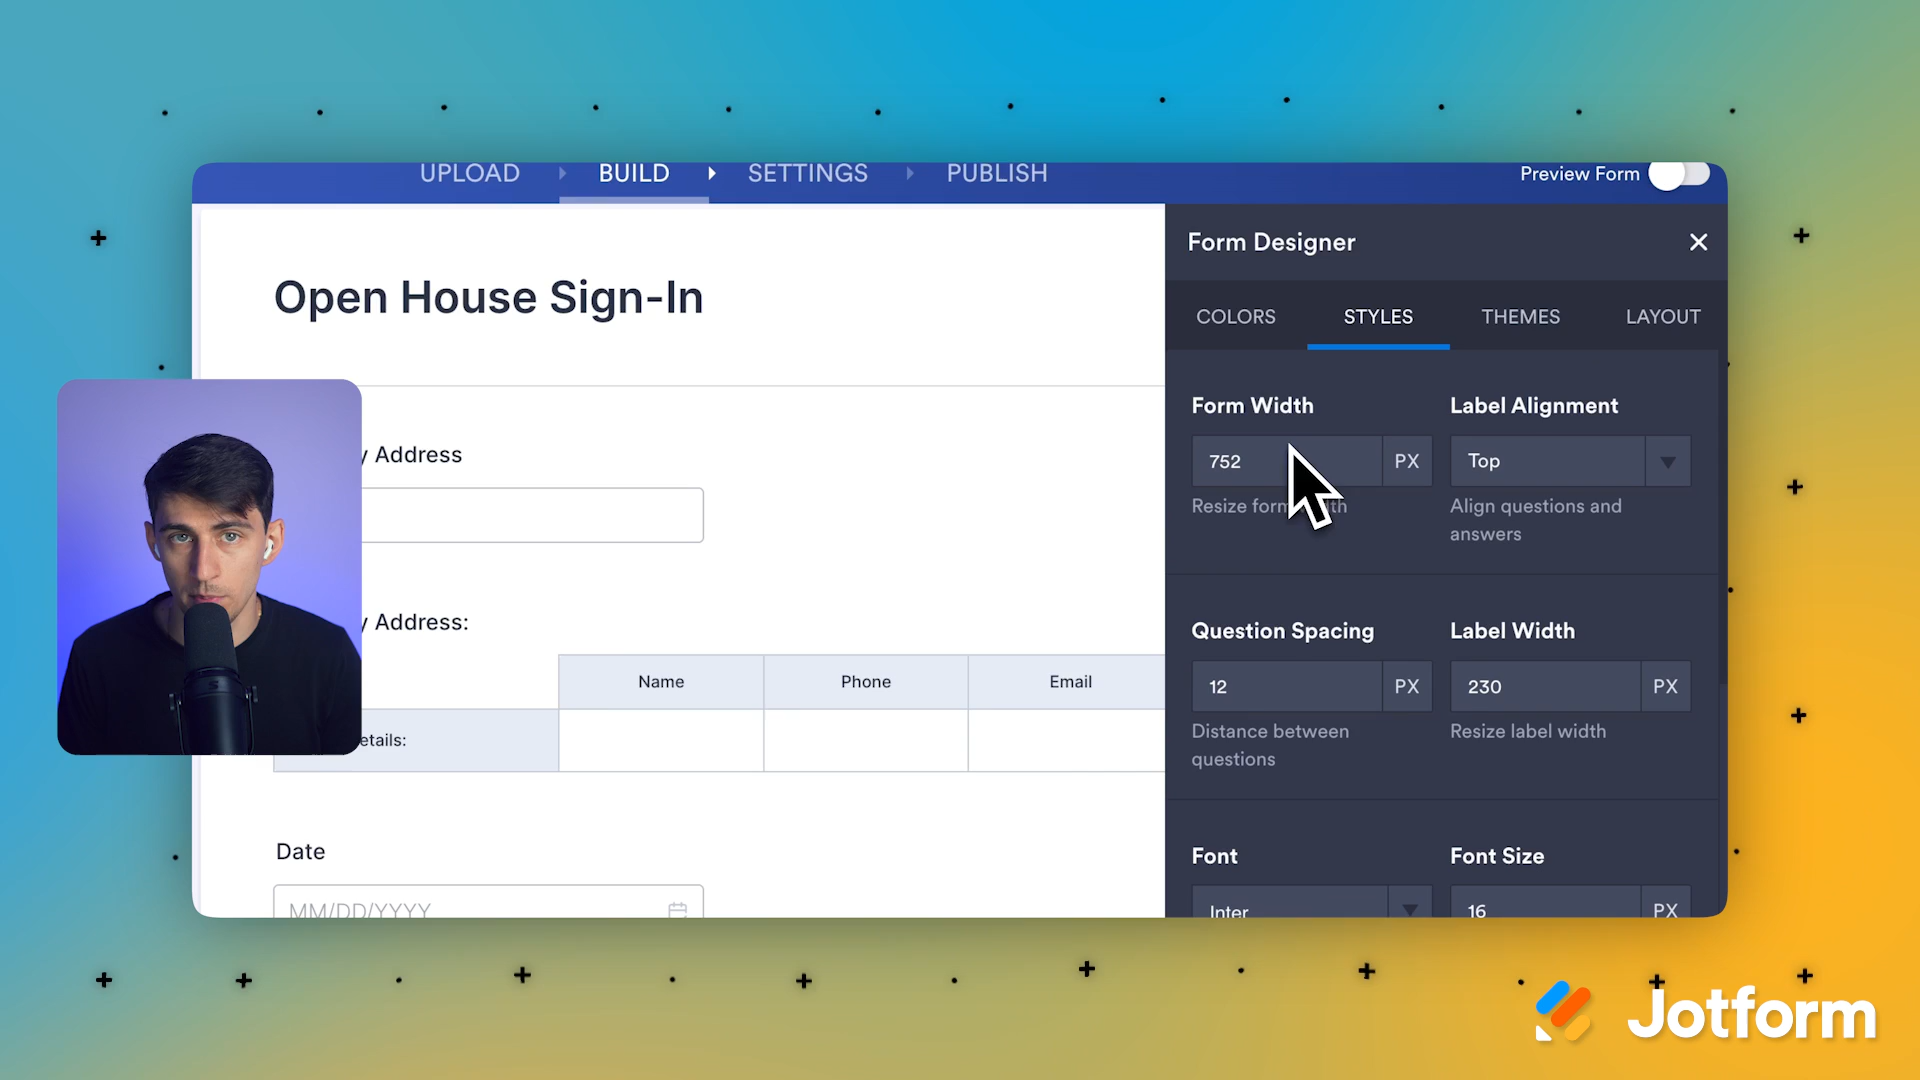 UPLOAD BUILD SETTINGS PUBLISH Preview Form
Open House Sign-In
Address
Address:
Name Phone Email
etails:
Date
MM/DD/YYYY
Form Designer
COLORS STYLES THEMES LAYOUT
Form Width Label Alignment
752 PX Top
Resize form Align questions and
answers
Question Spacing Label Width
12 PX 230 PX
Distance between Resize label width
questions
Font Font Size
Inter 16 PX
Jotform